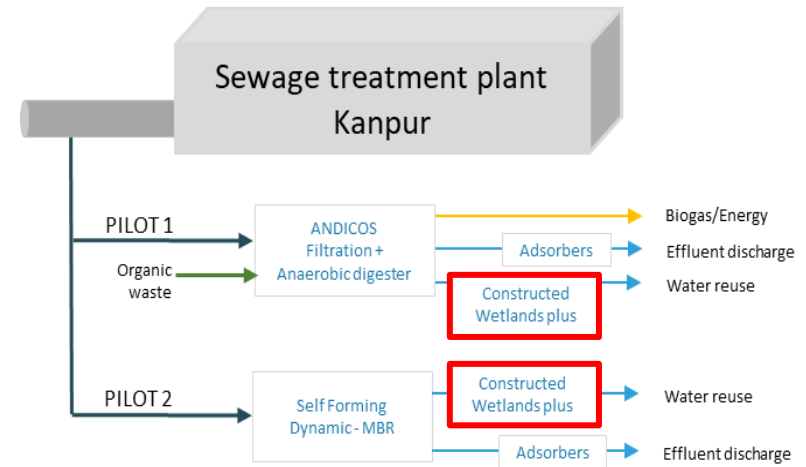 Sewage treatment plant
Kanpur
PILOT 1
ANDICOS
Filtration +
Anaerobic digester
Organic
waste
Biogas/Energy
Adsorbers
Effluent discharge
Constructed
Wetlands plus
Water reuse
PILOT 2
Self Forming
Dynamic - MBR
Constructed
Wetlands plus
Water reuse
Adsorbers
Effluent discharge